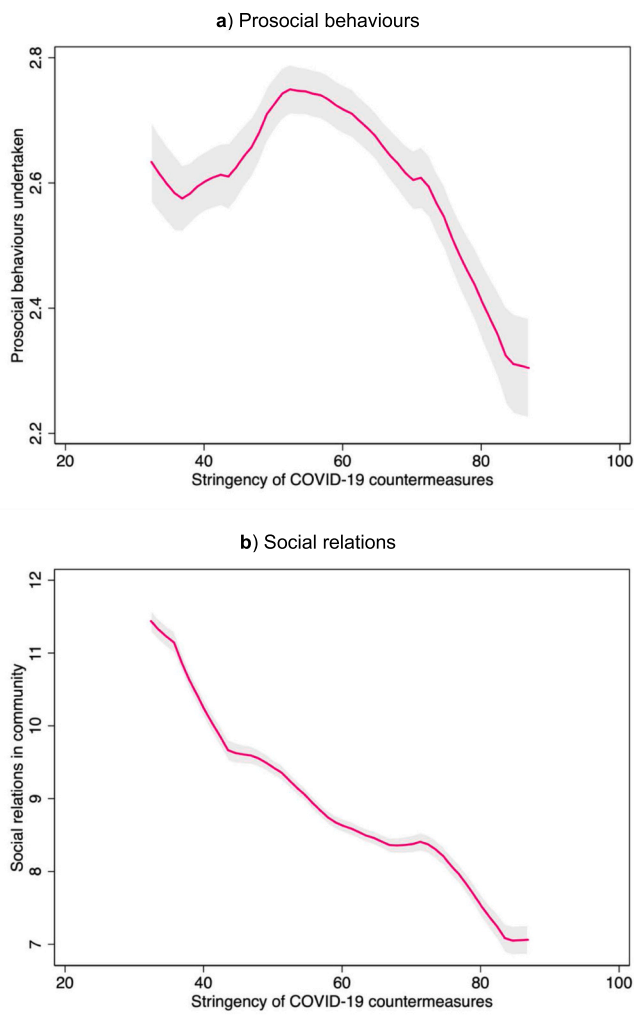 a) Prosocial behaviours
2.8
2.6
2.4
2.2
Prosocial behaviours undertaken
20 40 60 80 100
Stringency of COVID-19 countermeasures
b) Social relations
12
11
10
9
8
7
Social relations in community
20 40 60 80 100
Stringency of COVID-19 countermeasures